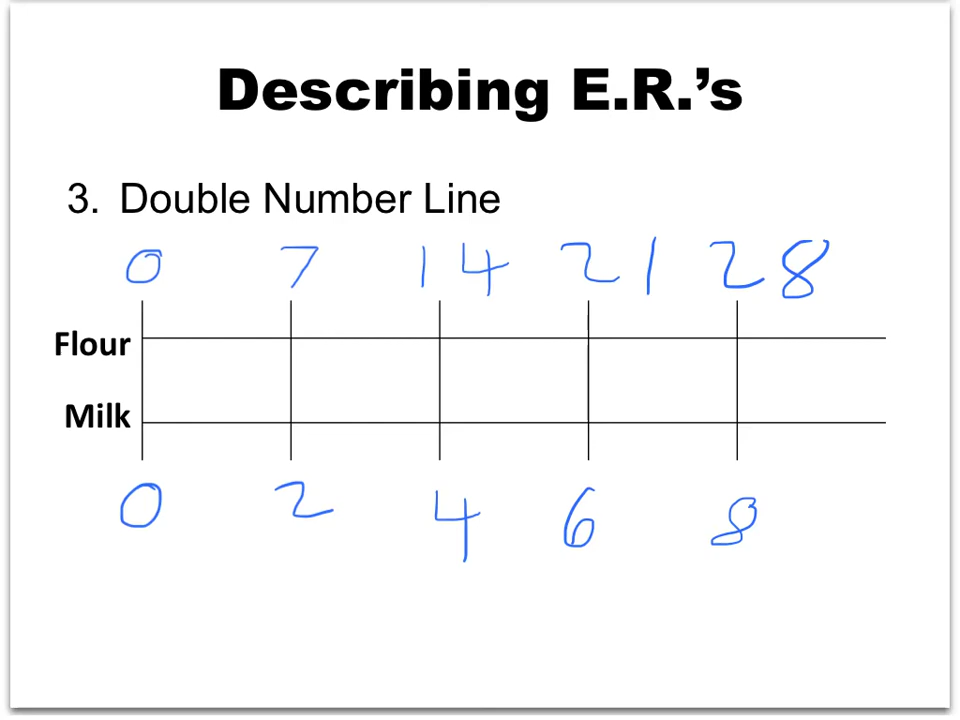 Describing E.R.'s
3. Double Number Line
0 7 14 21 28
Flour
Milk
0 2 4 6 8